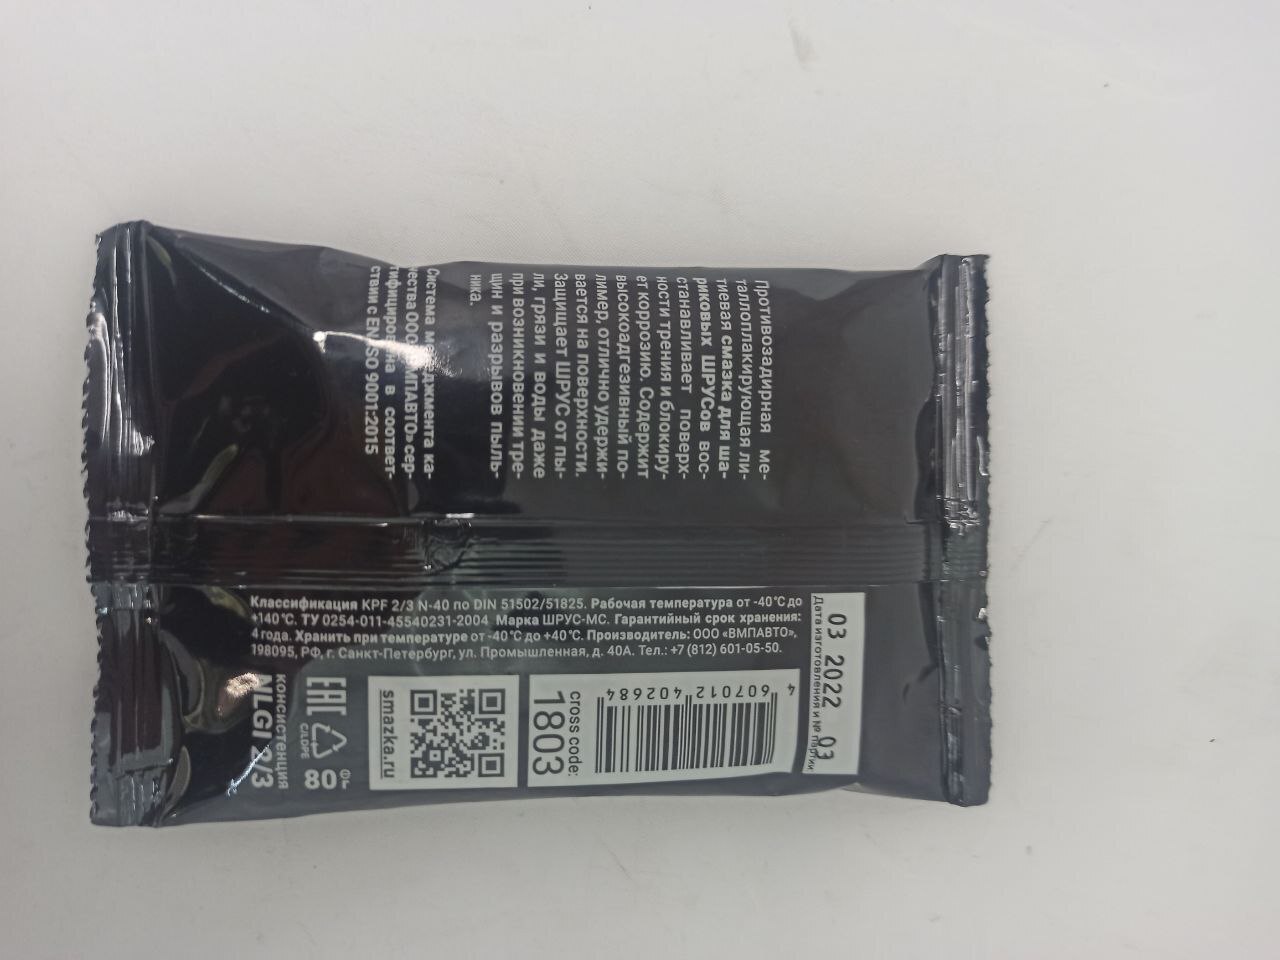 Противозадирная ме-
таллоплакирующая ли-
тиевая смазка для ша-
риковых ШРУСов вос-
станавливает поверх-
ности трения и блокиру-
ет коррозию. Содержит
высокоадгезивный по-
лимер, отлично удержи-
вается на поверхности.
Защищает ШРУС от пы-
ли, грязи и воды даже
при возникновении тре-
щин и разрывов пыль-
ника.
Система менеджмента ка-
чества ООО «ВМПАВТО» сер-
тифицирована в соответ-
ствии с EN ISO 9001:2015
Классификация KPF 2/3 N-40 по DIN 51502/51825. Рабочая температура от -40°С до
+140°С. ТУ 0254-011-45540231-2004 Марка ШРУС-МС. Гарантийный срок хранения:
4 года. Хранить при температуре от -40°С до +40°С. Производитель: ООО «ВМПАВТО»,
198095, РФ, г. Санкт-Петербург, ул. Промышленная, д. 40А. Тел.: +7 (812) 601-05-50.
Дата изготовления и № партии
03 2022 03
4 607012 402684
cross code:
1803
smazka.ru
EAC
C/LDPE
80 г ℮
КОНСИСТЕНЦИЯ
NLGI 2/3